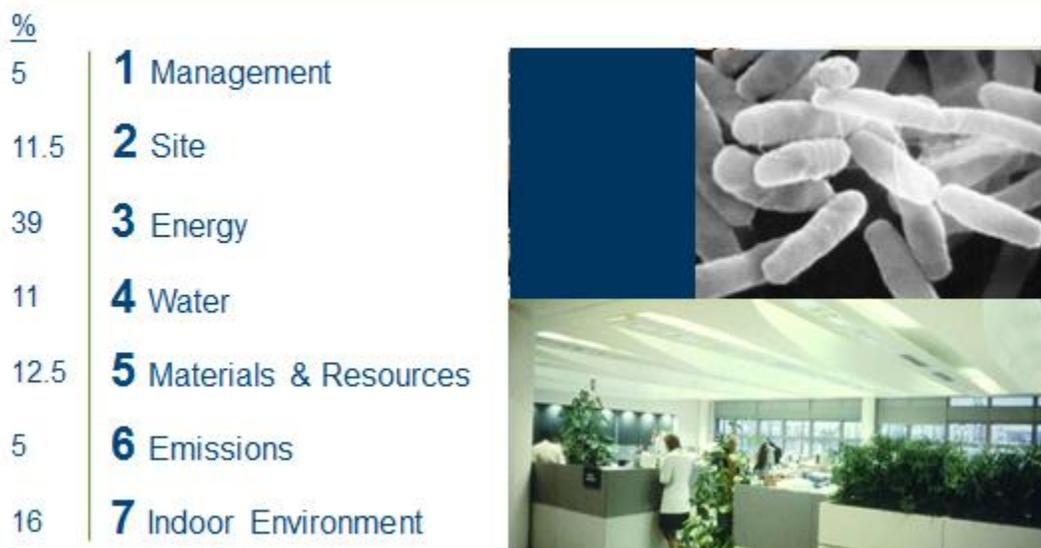 %
5 1 Management
11.5 2 Site
39 3 Energy
11 4 Water
12.5 5 Materials & Resources
5 6 Emissions
16 7 Indoor Environment